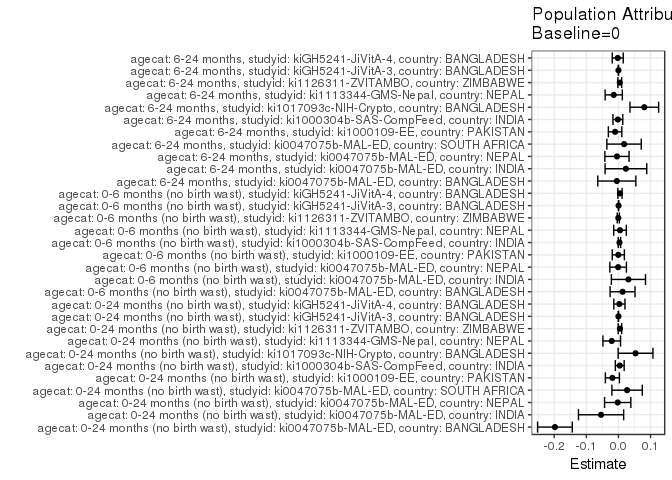 Population Attribu
Baseline=0
agecat: 6-24 months, studyid: kiGH5241-JiVitA-4, country: BANGLADESH
agecat: 6-24 months, studyid: kiGH5241-JiVitA-3, country: BANGLADESH
agecat: 6-24 months, studyid: ki1126311-ZVITAMBO, country: ZIMBABWE
agecat: 6-24 months, studyid: ki1113344-GMS-Nepal, country: NEPAL
agecat: 6-24 months, studyid: ki1017093c-NIH-Crypto, country: BANGLADESH
agecat: 6-24 months, studyid: ki1000304b-SAS-CompFeed, country: INDIA
agecat: 6-24 months, studyid: ki1000109-EE, country: PAKISTAN
agecat: 6-24 months, studyid: ki0047075b-MAL-ED, country: SOUTH AFRICA
agecat: 6-24 months, studyid: ki0047075b-MAL-ED, country: NEPAL
agecat: 6-24 months, studyid: ki0047075b-MAL-ED, country: INDIA
agecat: 6-24 months, studyid: ki0047075b-MAL-ED, country: BANGLADESH
agecat: 0-6 months (no birth wast), studyid: kiGH5241-JiVitA-4, country: BANGLADESH
agecat: 0-6 months (no birth wast), studyid: kiGH5241-JiVitA-3, country: BANGLADESH
agecat: 0-6 months (no birth wast), studyid: ki1126311-ZVITAMBO, country: ZIMBABWE
agecat: 0-6 months (no birth wast), studyid: ki1113344-GMS-Nepal, country: NEPAL
agecat: 0-6 months (no birth wast), studyid: ki1000304b-SAS-CompFeed, country: INDIA
agecat: 0-6 months (no birth wast), studyid: ki1000109-EE, country: PAKISTAN
agecat: 0-6 months (no birth wast), studyid: ki0047075b-MAL-ED, country: NEPAL
agecat: 0-6 months (no birth wast), studyid: ki0047075b-MAL-ED, country: INDIA
agecat: 0-6 months (no birth wast), studyid: ki0047075b-MAL-ED, country: BANGLADESH
agecat: 0-24 months (no birth wast), studyid: kiGH5241-JiVitA-4, country: BANGLADESH
agecat: 0-24 months (no birth wast), studyid: kiGH5241-JiVitA-3, country: BANGLADESH
agecat: 0-24 months (no birth wast), studyid: ki1126311-ZVITAMBO, country: ZIMBABWE
agecat: 0-24 months (no birth wast), studyid: ki1113344-GMS-Nepal, country: NEPAL
agecat: 0-24 months (no birth wast), studyid: ki1017093c-NIH-Crypto, country: BANGLADESH
agecat: 0-24 months (no birth wast), studyid: ki1000304b-SAS-CompFeed, country: INDIA
agecat: 0-24 months (no birth wast), studyid: ki1000109-EE, country: PAKISTAN
agecat: 0-24 months (no birth wast), studyid: ki0047075b-MAL-ED, country: SOUTH AFRICA
agecat: 0-24 months (no birth wast), studyid: ki0047075b-MAL-ED, country: NEPAL
agecat: 0-24 months (no birth wast), studyid: ki0047075b-MAL-ED, country: INDIA
agecat: 0-24 months (no birth wast), studyid: ki0047075b-MAL-ED, country: BANGLADESH
-0.2 -0.1 0.0 0.1
Estimate